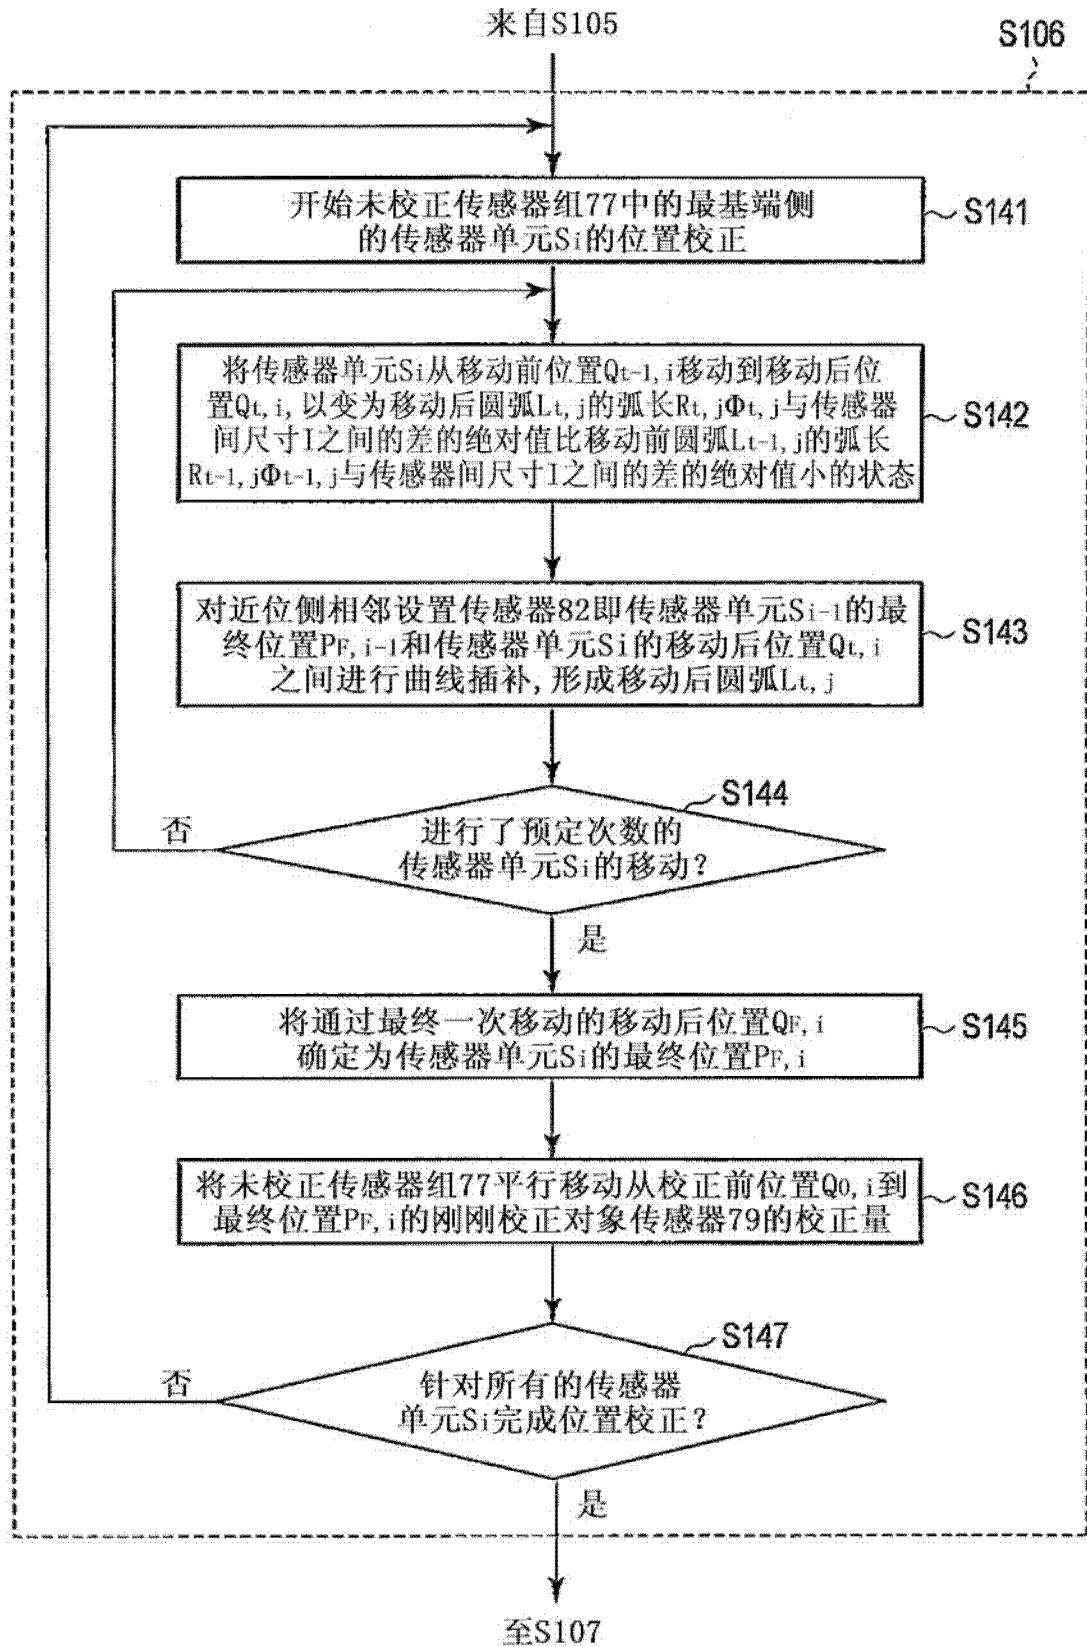 来自S105
S106
开始未校正传感器组77中的最基端侧
的传感器单元Si的位置校正
S141
将传感器单元Si从移动前位置Qt-1,i移动到移动后位
置Qt,i,以变为移动后圆弧Lt,j的弧长Rt,jΦt,j与传感器
间尺寸I之间的差的绝对值比移动前圆弧Lt-1,j的弧长
Rt-1,jΦt-1,j与传感器间尺寸I之间的差的绝对值小的状态
S142
对近位侧相邻设置传感器82即传感器单元Si-1的最
终位置PF,i-1和传感器单元Si的移动后位置Qt,i
之间进行曲线插补,形成移动后圆弧Lt,j
S143
S144
否
进行了预定次数的
传感器单元Si的移动?
是
将通过最终一次移动的移动后位置QF,i
确定为传感器单元Si的最终位置PF,i
S145
将未校正传感器组77平行移动从校正前位置Q0,i到
最终位置PF,i的刚刚校正对象传感器79的校正量
S146
S147
否
针对所有的传感器
单元Si完成位置校正?
是
至S107